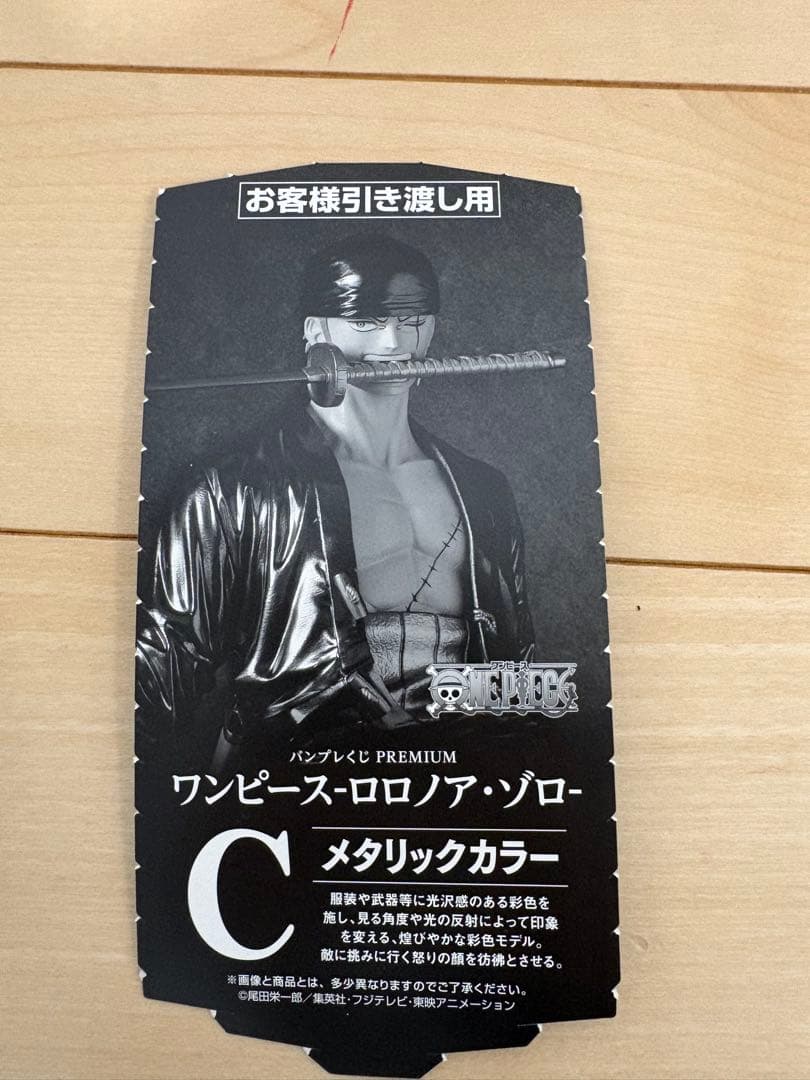 お客様引き渡し用
ワンピース
ONE PIECE
バンプレくじ PREMIUM
ワンピース-ロロノア・ゾロ-
C
メタリックカラー
服装や武器等に光沢感のある彩色を
施し、見る角度や光の反射によって印象
を変える、煌びやかな彩色モデル。
敵に挑みに行く怒りの顔を彷彿とさせる。
※画像と商品とは、多少異なりますのでご了承ください。
©尾田栄一郎／集英社・フジテレビ・東映アニメーション